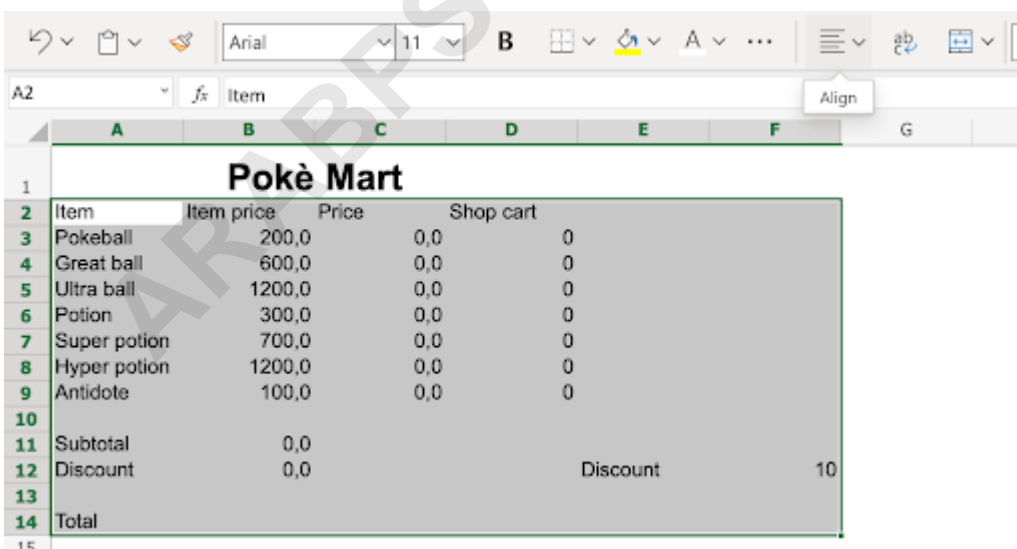 Arial 11 B A ... ab c
A2 fx Item Align
A B C D E F G
1 Pokè Mart
2 Item Item price Price Shop cart
3 Pokeball 200,0 0,0 0
4 Great ball 600,0 0,0 0
5 Ultra ball 1200,0 0,0 0
6 Potion 300,0 0,0 0
7 Super potion 700,0 0,0 0
8 Hyper potion 1200,0 0,0 0
9 Antidote 100,0 0,0 0
10
11 Subtotal 0,0
12 Discount 0,0 Discount 10
13
14 Total
15
ARABPS